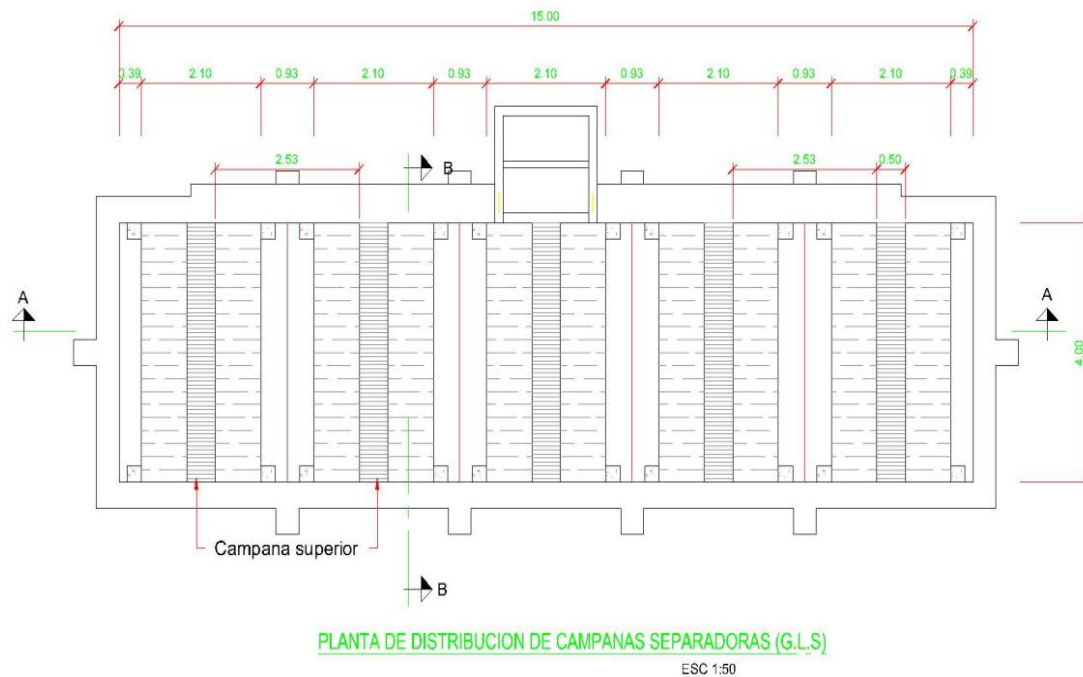 15.00
0.39 2.10 0.93 2.10 0.93 2.10 0.93 2.10 0.93 2.10 0.39
2.53 B 2.53 0.50
A A
4.00
Campana superior
B
PLANTA DE DISTRIBUCION DE CAMPANAS SEPARADORAS (G.L.S)
ESC 1:50